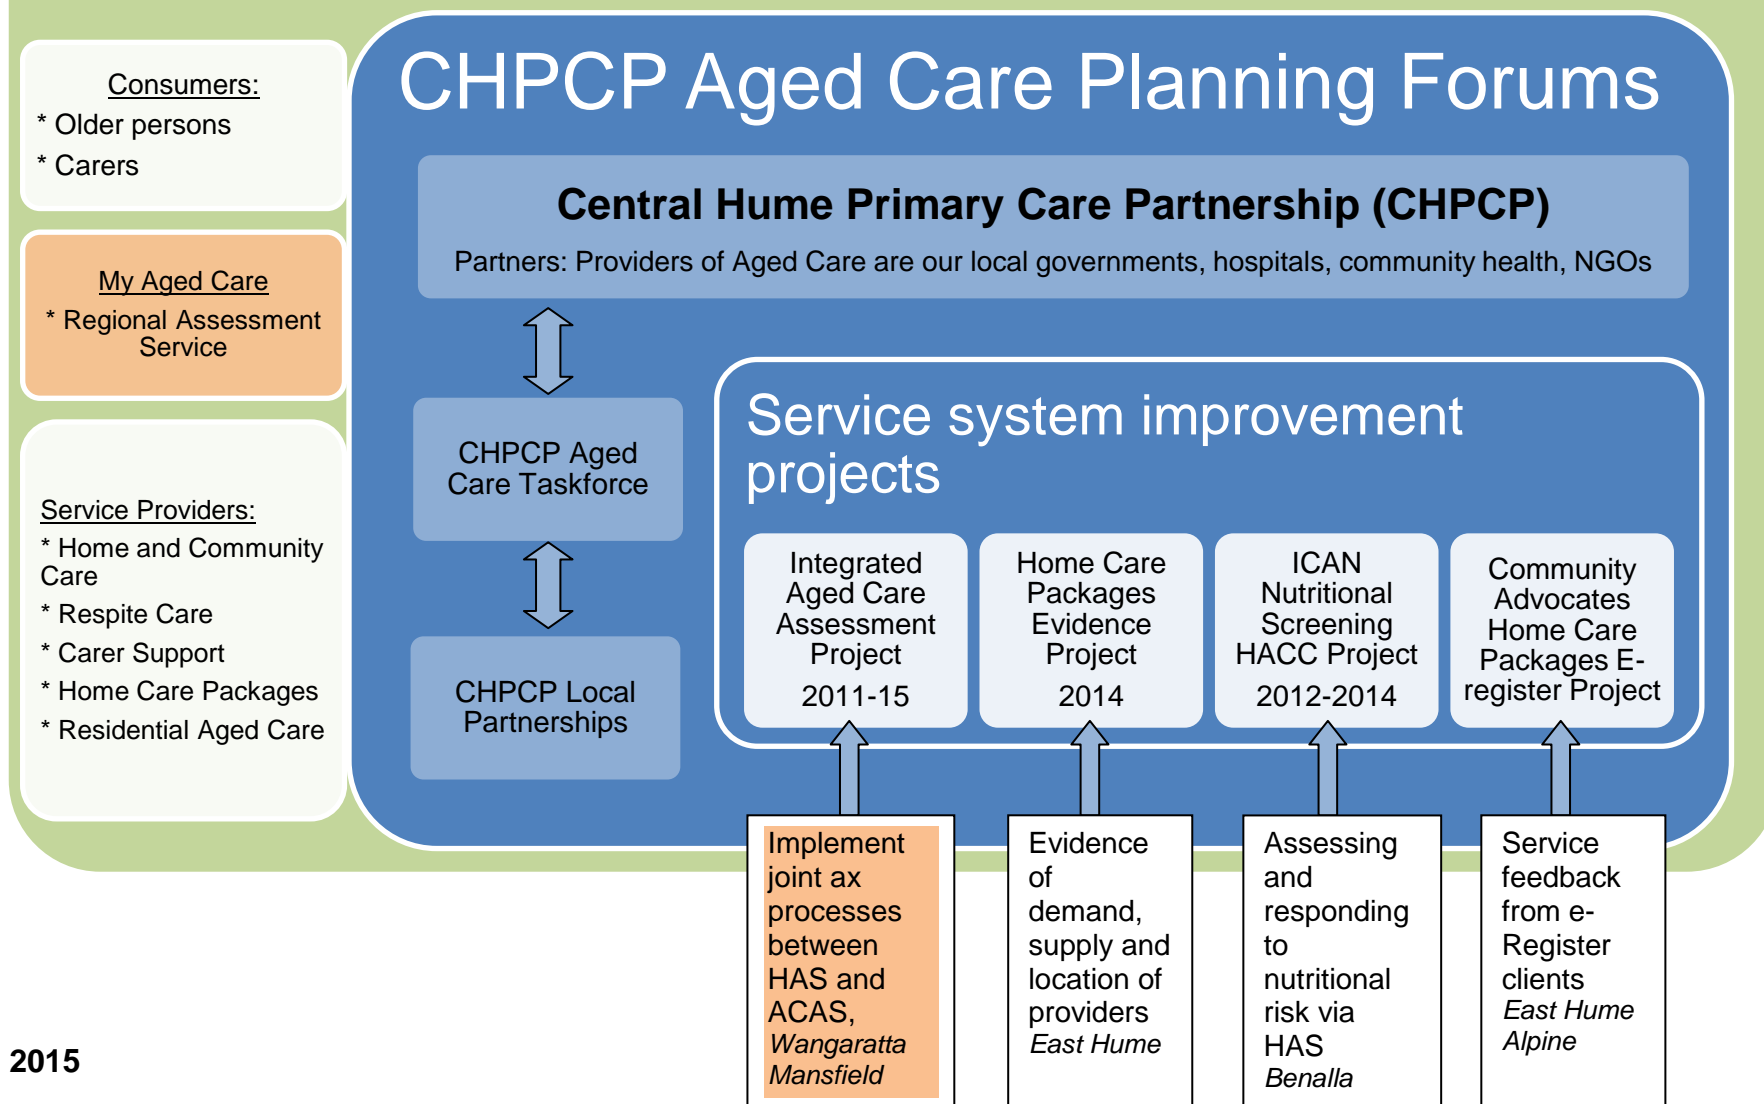 CHPCP Aged Care Planning Forums
Consumers:
* Older persons
* Carers
My Aged Care
* Regional Assessment
Service
Service Providers:
* Home and Community
Care
* Respite Care
* Carer Support
* Home Care Packages
* Residential Aged Care
Central Hume Primary Care Partnership (CHPCP)
Partners: Providers of Aged Care are our local governments, hospitals, community health, NGOs
CHPCP Aged
Care Taskforce
CHPCP Local
Partnerships
Service system improvement
projects
Integrated
Aged Care
Assessment
Project
2011-15
Home Care
Packages
Evidence
Project
2014
ICAN
Nutritional
Screening
HACC Project
2012-2014
Community
Advocates
Home Care
Packages E-
register Project
Implement
joint ax
processes
between
HAS and
ACAS,
Wangaratta
Mansfield
Evidence
of
demand,
supply and
location of
providers
East Hume
Assessing
and
responding
to
nutritional
risk via
HAS
Benalla
Service
feedback
from e-
Register
clients
East Hume
Alpine
2015